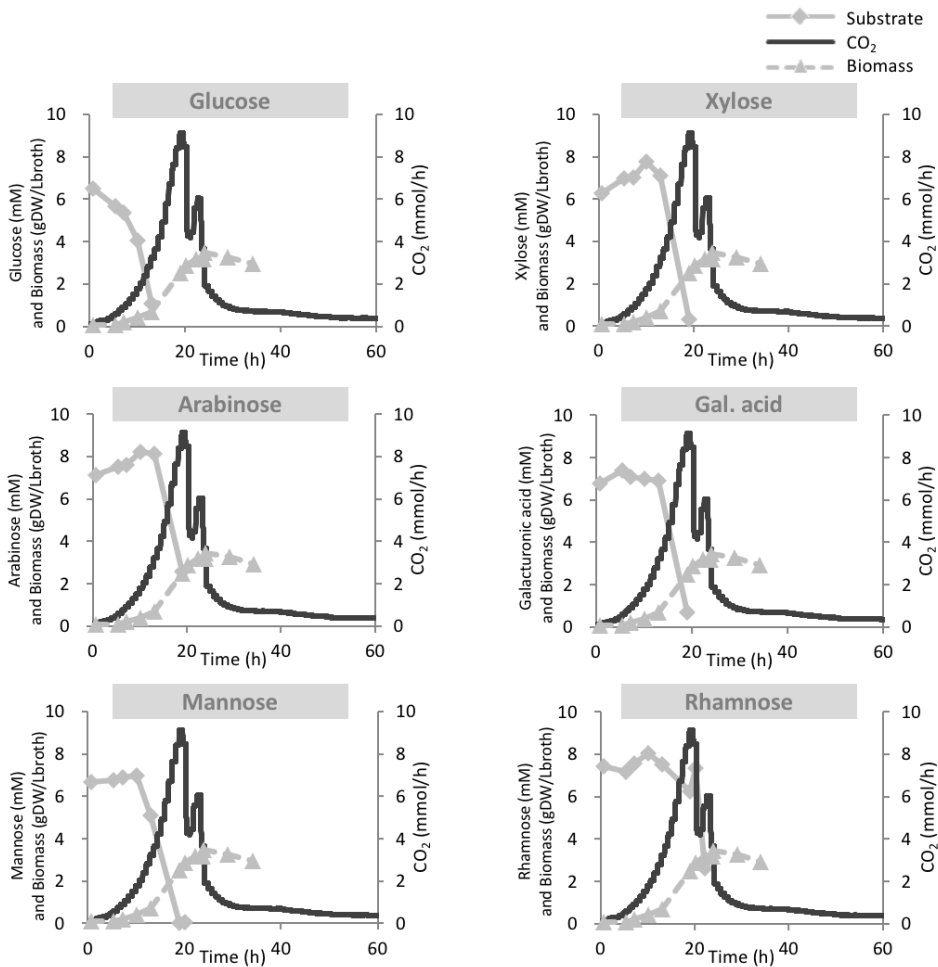 Substrate
CO2
Biomass
Glucose
10
8
6
4
2
0
Glucose (mM)
and Biomass (gDW/Lbroth)
10
8
6
4
2
0
CO2 (mmol/h)
0 20 40 60
Time (h)
Xylose
10
8
6
4
2
0
Xylose (mM)
and Biomass (gDW/Lbroth)
10
8
6
4
2
0
CO2 (mmol/h)
0 20 40 60
Time (h)
Arabinose
10
8
6
4
2
0
Arabinose (mM)
and Biomass (gDW/Lbroth)
10
8
6
4
2
0
CO2 (mmol/h)
0 20 40 60
Time (h)
Gal. acid
10
8
6
4
2
0
Galacturonic acid (mM)
and Biomass (gDW/Lbroth)
10
8
6
4
2
0
CO2 (mmol/h)
0 20 40 60
Time (h)
Mannose
10
8
6
4
2
0
Mannose (mM)
and Biomass (gDW/Lbroth)
10
8
6
4
2
0
CO2 (mmol/h)
0 20 40 60
Time (h)
Rhamnose
10
8
6
4
2
0
Rhamnose (mM)
and Biomass (gDW/Lbroth)
10
8
6
4
2
0
CO2 (mmol/h)
0 20 40 60
Time (h)